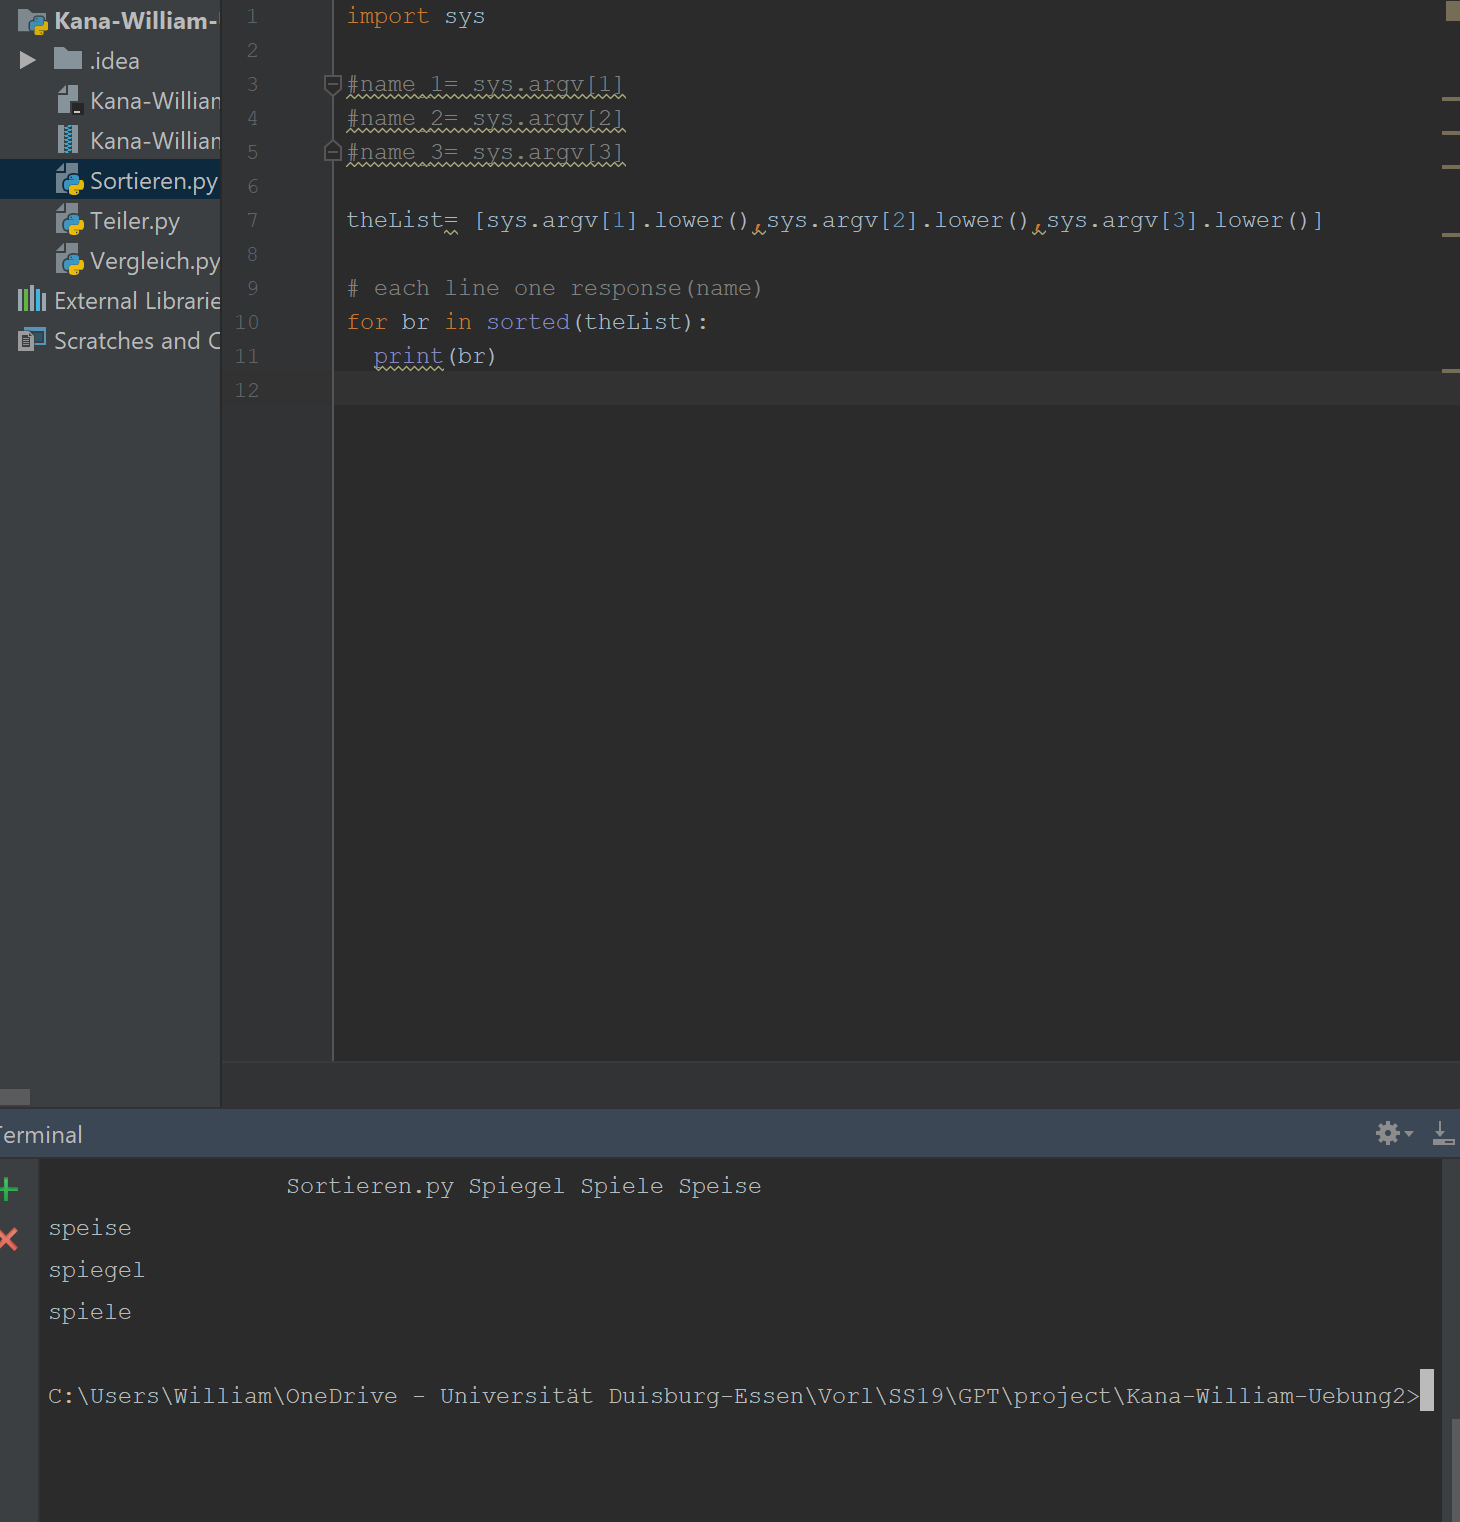 Kana-William-
.idea
Kana-William
Kana-William
Sortieren.py
Teiler.py
Vergleich.py
External Librarie
Scratches and C
1 import sys
2
3 #name_1= sys.argv[1]
4 #name_2= sys.argv[2]
5 #name_3= sys.argv[3]
6
7 theList= [sys.argv[1].lower(),sys.argv[2].lower(),sys.argv[3].lower()]
8
9 # each line one response(name)
10 for br in sorted(theList):
11   print(br)
12
Terminal
Sortieren.py Spiegel Spiele Speise
speise
spiegel
spiele
C:\Users\William\OneDrive - Universität Duisburg-Essen\Vorl\SS19\GPT\project\Kana-William-Uebung2>